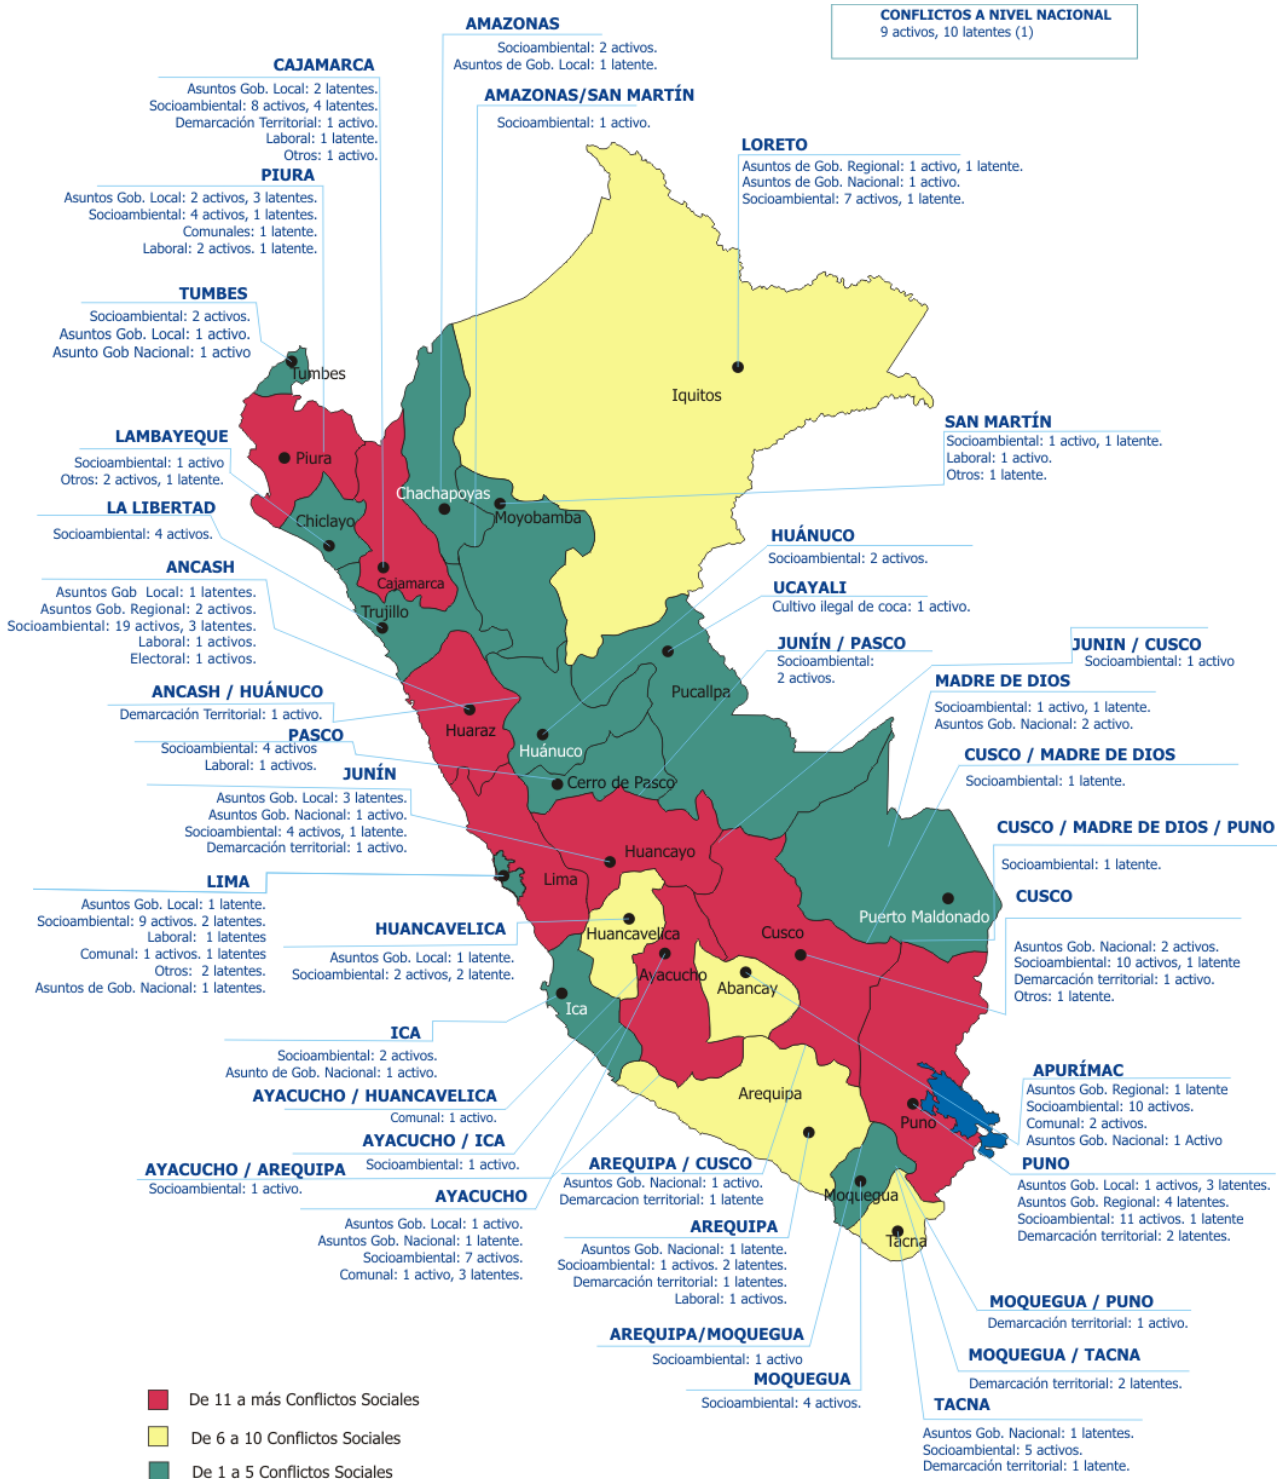 CONFLICTOS A NIVEL NACIONAL
9 activos, 10 latentes (1)
AMAZONAS
Socioambiental: 2 activos.
Asuntos de Gob. Local: 1 latente.
CAJAMARCA
Asuntos Gob. Local: 2 latentes.
Socioambiental: 8 activos, 4 latentes.
Demarcación Territorial: 1 activo.
Laboral: 1 latente.
Otros: 1 activo.
AMAZONAS/SAN MARTÍN
Socioambiental: 1 activo.
LORETO
Asuntos de Gob. Regional: 1 activo, 1 latente.
Asuntos de Gob. Nacional: 1 activo.
Socioambiental: 7 activos, 1 latente.
PIURA
Asuntos Gob. Local: 2 activos, 3 latentes.
Socioambiental: 4 activos, 1 latentes.
Comunales: 1 latente.
Laboral: 2 activos. 1 latente.
TUMBES
Socioambiental: 2 activos.
Asuntos Gob. Local: 1 activo.
Asunto Gob Nacional: 1 activo
Tumbes
Iquitos
LAMBAYEQUE
Socioambiental: 1 activo
Otros: 2 activos, 1 latente.
Piura
SAN MARTÍN
Socioambiental: 1 activo, 1 latente.
Laboral: 1 activo.
Otros: 1 latente.
Chachapoyas
Moyobamba
Chiclayo
LA LIBERTAD
Socioambiental: 4 activos.
HUÁNUCO
Socioambiental: 2 activos.
ANCASH
Asuntos Gob  Local: 1 latentes.
Asuntos Gob. Regional: 2 activos.
Socioambiental: 19 activos, 3 latentes.
Laboral: 1 activos.
Electoral: 1 activos.
Cajamarca
Trujillo
UCAYALI
Cultivo ilegal de coca: 1 activo.
JUNÍN / PASCO
Socioambiental:
2 activos.
JUNIN / CUSCO
Socioambiental: 1 activo
ANCASH / HUÁNUCO
Demarcación Territorial: 1 activo.
Pucallpa
MADRE DE DIOS
Socioambiental: 1 activo, 1 latente.
Asuntos Gob. Nacional: 2 activo.
Huaraz
Huánuco
PASCO
Socioambiental: 4 activos
Laboral: 1 activos.
CUSCO / MADRE DE DIOS
Socioambiental: 1 latente.
Cerro de Pasco
JUNÍN
Asuntos Gob. Local: 3 latentes.
Asuntos Gob. Nacional: 1 activo.
Socioambiental: 4 activos, 1 latente.
Demarcación territorial: 1 activo.
CUSCO / MADRE DE DIOS / PUNO
Socioambiental: 1 latente.
Huancayo
Lima
LIMA
Asuntos Gob. Local: 1 latente.
Socioambiental: 9 activos. 2 latentes.
Laboral:  1 latentes
Comunal: 1 activos. 1 latentes
Otros:  2 latentes.
Asuntos de Gob. Nacional: 1 latentes.
CUSCO
Asuntos Gob. Nacional: 2 activos.
Socioambiental: 10 activos, 1 latente
Demarcación territorial: 1 activo.
Otros: 1 latente.
Puerto Maldonado
HUANCAVELICA
Asuntos Gob. Local: 1 latente.
Socioambiental: 2 activos, 2 latente.
Huancavelica
Cusco
Ayacucho
Abancay
Ica
ICA
Socioambiental: 2 activos.
Asunto de Gob. Nacional: 1 activo.
APURÍMAC
Asuntos Gob. Regional: 1 latente
Socioambiental: 10 activos.
Comunal: 2 activos.
Asuntos Gob. Nacional: 1 Activo
AYACUCHO / HUANCAVELICA
Comunal: 1 activo.
Arequipa
Puno
AYACUCHO / ICA
Socioambiental: 1 activo.
AYACUCHO / AREQUIPA
Socioambiental: 1 activo.
AREQUIPA / CUSCO
Asuntos Gob. Nacional: 1 activo.
Demarcacion territorial: 1 latente
PUNO
Asuntos Gob. Local: 1 activos, 3 latentes.
Asuntos Gob. Regional: 4 latentes.
Socioambiental: 11 activos. 1 latente
Demarcación territorial: 2 latentes.
Moquegua
Tacna
AYACUCHO
Asuntos Gob. Local: 1 activo.
Asuntos Gob. Nacional: 1 latente.
Socioambiental: 7 activos.
Comunal: 1 activo, 3 latentes.
AREQUIPA
Asuntos Gob. Nacional: 1 latente.
Socioambiental: 1 activos. 2 latentes.
Demarcación territorial: 1 latentes.
Laboral: 1 activos.
MOQUEGUA / PUNO
Demarcación territorial: 1 activo.
AREQUIPA/MOQUEGUA
Socioambiental: 1 activo
MOQUEGUA / TACNA
Demarcación territorial: 2 latentes.
MOQUEGUA
Socioambiental: 4 activos.
TACNA
Asuntos Gob. Nacional: 1 latentes.
Socioambiental: 5 activos.
Demarcación territorial: 1 latente.
De 11 a más Conflictos Sociales
De 6 a 10 Conflictos Sociales
De 1 a 5 Conflictos Sociales